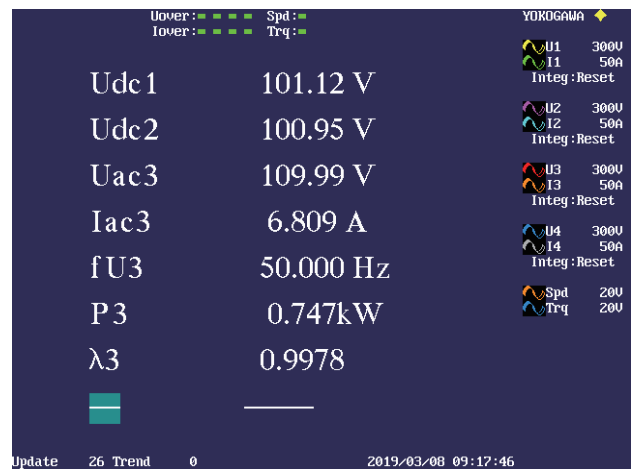 Uover: Spd:
Iover: Trq:
YOKOGAWA
Udc1 101.12 V
Udc2 100.95 V
Uac3 109.99 V
Iac3 6.809 A
fU3 50.000 Hz
P3 0.747kW
λ3 0.9978
U1 300V
I1 50A
Integ:Reset
U2 300V
I2 50A
Integ:Reset
U3 300V
I3 50A
Integ:Reset
U4 300V
I4 50A
Integ:Reset
Spd 20V
Trq 20V
Update 26 Trend 0 2019/03/08 09:17:46